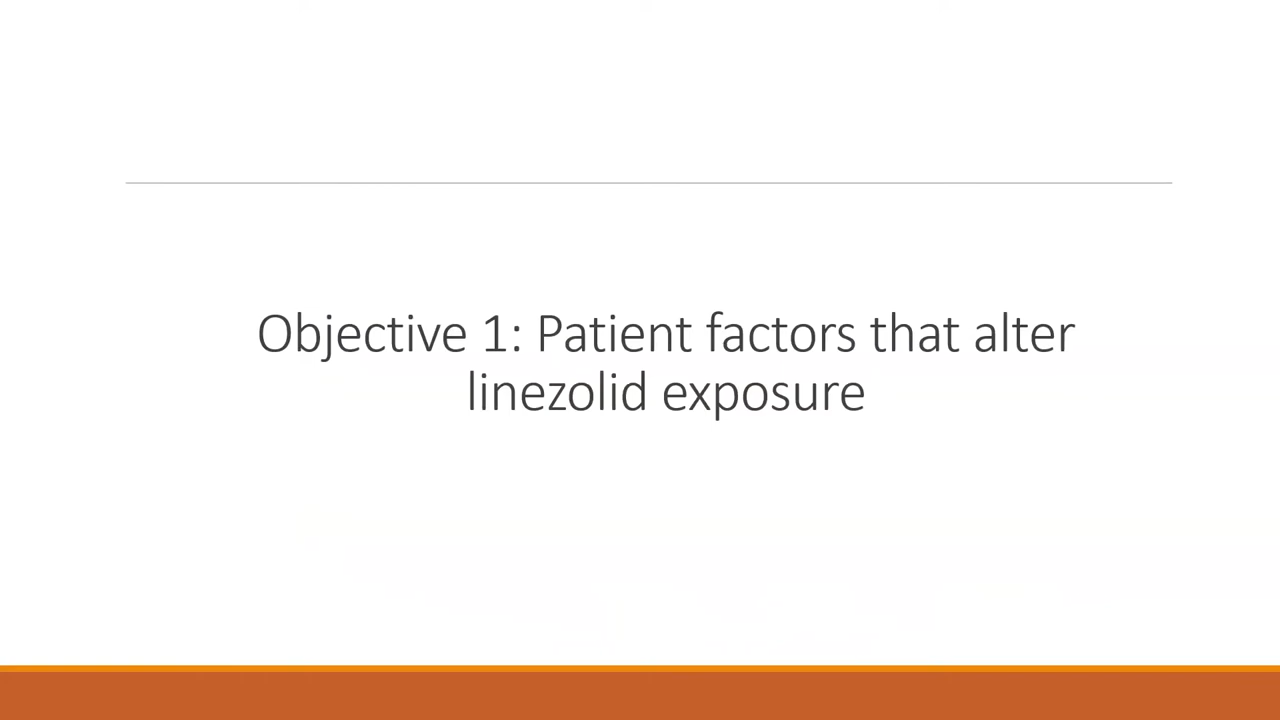 Objective 1: Patient factors that alter
linezolid exposure